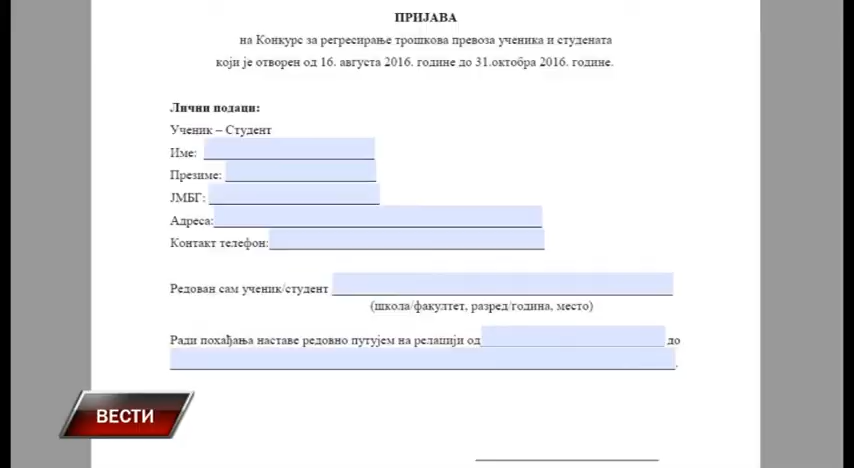 ПРИЈАВА
на Конкурс за регресирање трошкова превоза ученика и студената
који је отворен од 16. августа 2016. године до 31.октобра 2016. године.
Лични подаци:
Ученик – Студент
Име:
Презиме:
ЈМБГ:
Адреса:
Контакт телефон:
Редован сам ученик/студент
(школа/факултет, разред/година, место)
Ради похађања наставе редовно путујем на релацији од до
.
ВЕСТИ